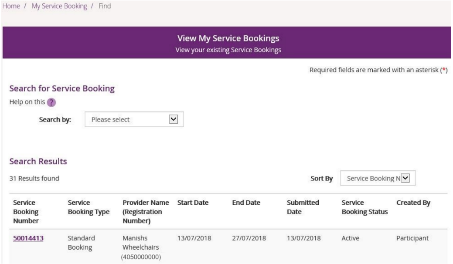 Home / My Service Booking / Find
View My Service Bookings
View your existing Service Bookings
Required fields are marked with an asterisk (*)
Search for Service Booking
Help on this ?
Search by: Please select
Search Results
31 Results found Sort By Service Booking N
Service Booking Number Service Booking Type Provider Name (Registration Number) Start Date End Date Submitted Date Service Booking Status Created By
50014413 Standard Booking Manishs Wheelchairs (4050000000) 13/07/2018 27/07/2018 13/07/2018 Active Participant